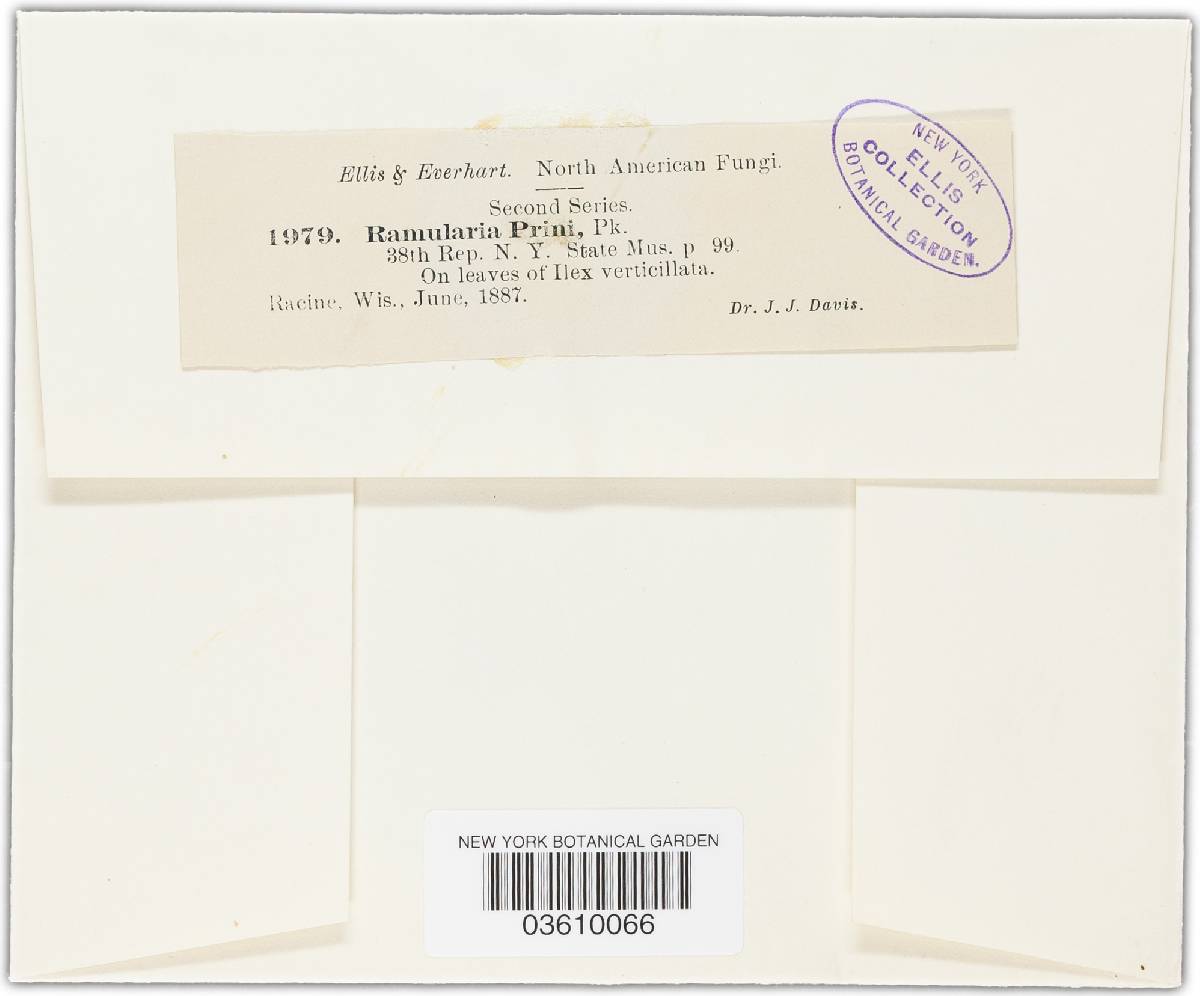 Ellis & Everhart. North American Fungi.
Second Series.
1979. Ramularia Prini, Pk.
38th Rep. N. Y. State Mus. p 99.
On leaves of Ilex verticillata.
Racine, Wis., June, 1887.
Dr. J. J. Davis.
NEW YORK
ELLIS
COLLECTION
BOTANICAL GARDEN.
NEW YORK BOTANICAL GARDEN
03610066